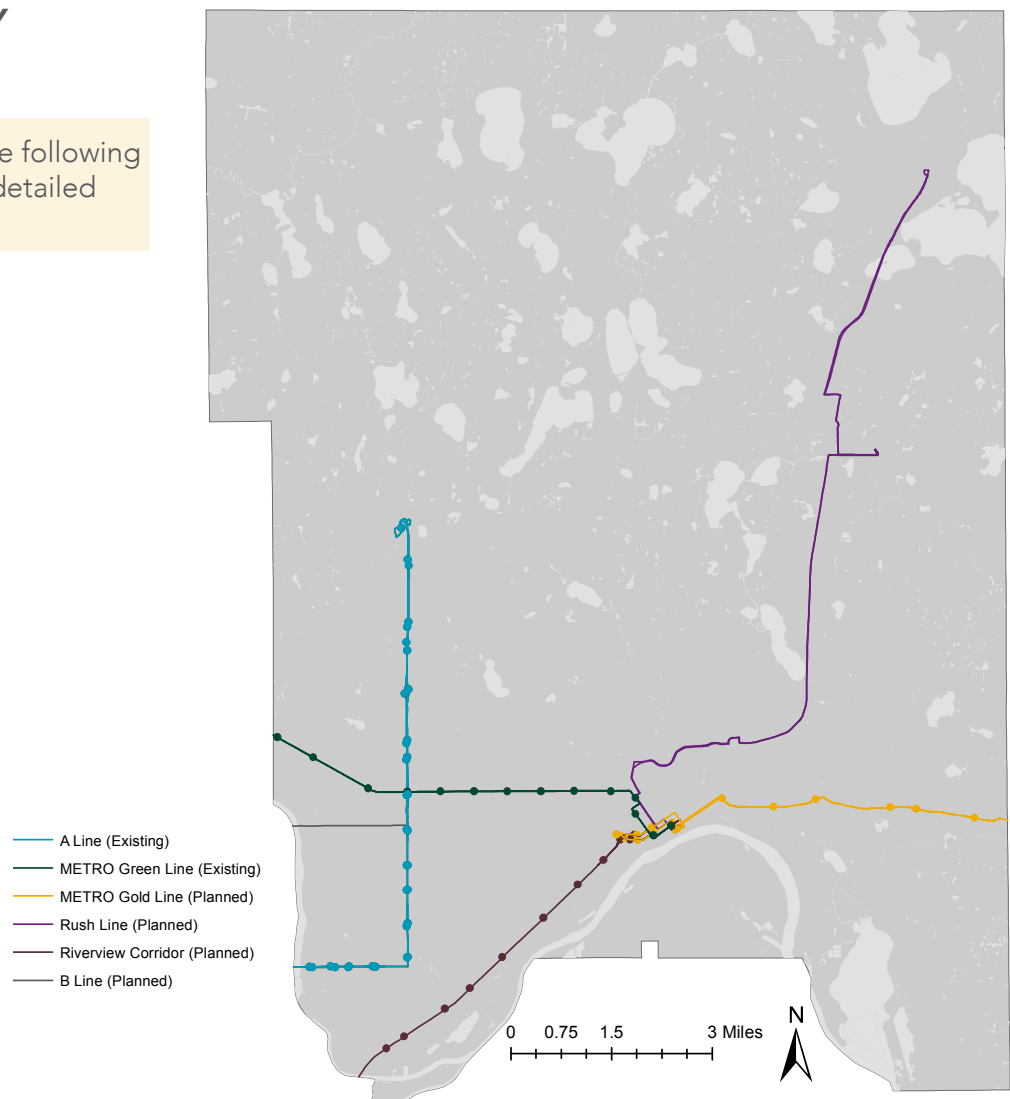 following
detailed
A Line (Existing)
METRO Green Line (Existing)
METRO Gold Line (Planned)
Rush Line (Planned)
Riverview Corridor (Planned)
B Line (Planned)
0 0.75 1.5 3 Miles
N